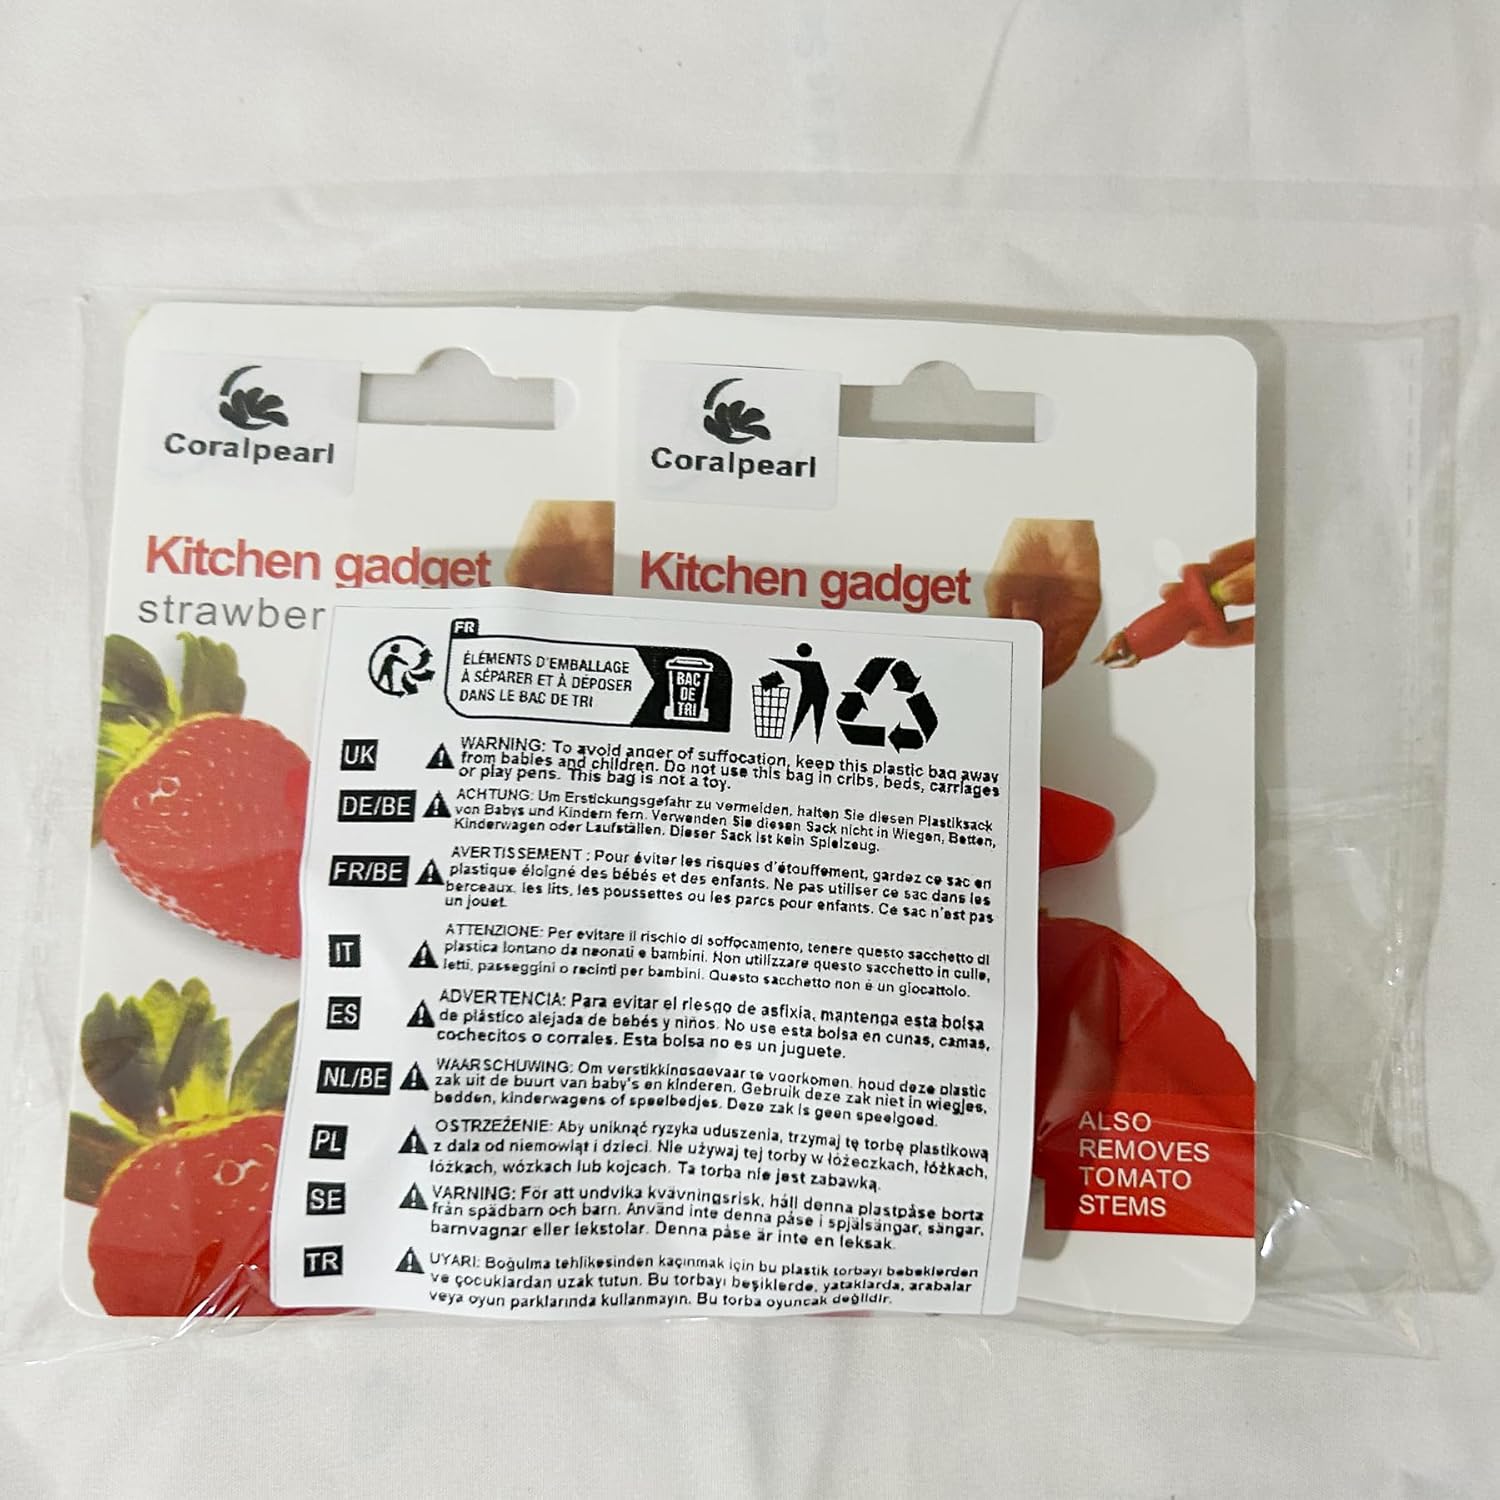 Coralpearl
Kitchen gadget
strawber
Coralpearl
Kitchen gadget
FR
ÉLÉMENTS D'EMBALLAGE
À SÉPARER ET À DÉPOSER
DANS LE BAC DE TRI
BAC
DE
TRI
UK
WARNING: To avoid anger of suffocation, keep this plastic bag away
from babies and children. Do not use this bag in cribs, beds, carriages
or play pens. This bag is not a toy.
DE/BE
ACHTUNG: Um Erstickungsgefahr zu vermeiden, halten Sie diesen Plastiksack
von Babys und Kindern fern. Verwenden Sie diesen Sack nicht in Wiegen, Betten,
Kinderwagen oder Laufställen. Dieser Sack ist kein Spielzeug.
FR/BE
AVERTISSEMENT : Pour éviter les risques d'étouffement, gardez ce sac en
plastique éloigné des bébés et des enfants. Ne pas utiliser ce sac dans les
berceaux, les lits, les poussettes ou les parcs pour enfants. Ce sac n'est pas
un jouet.
IT
ATTENZIONE: Per evitare il rischio di soffocamento, tenere questo sacchetto di
plastica lontano da neonati e bambini. Non utilizzare questo sacchetto in culle,
letti, passeggini o recinti per bambini. Questo sacchetto non è un giocattolo.
ES
ADVERTENCIA: Para evitar el riesgo de asfixia, mantenga esta bolsa
de plástico alejada de bebés y niños. No use esta bolsa en cunas, camas,
cochecitos o corrales. Esta bolsa no es un juguete.
NL/BE
WAARSCHUWING: Om verstikkingsgevaar te voorkomen, houd deze plastic
zak uit de buurt van baby's en kinderen. Gebruik deze zak niet in wiegjes,
bedden, kinderwagens of speelbedjes. Deze zak is geen speelgoed.
PL
OSTRZEŻENIE: Aby uniknąć ryzyka uduszenia, trzymaj tę torbę plastikową
z dala od niemowląt i dzieci. Nie używaj tej torby w łóżeczkach, łóżkach,
łóżkach, wózkach lub kojcach. Ta torba nie jest zabawką.
SE
VARNING: För att undvika kvävningsrisk, håll denna plastpåse borta
från spädbarn och barn. Använd inte denna påse i spjälsängar, sängar,
barnvagnar eller lekstolar. Denna påse är inte en leksak.
TR
UYARI: Boğulma tehlikesinden kaçınmak için bu plastik torbayı bebeklerden
ve çocuklardan uzak tutun. Bu torbayı beşiklerde, yataklarda, arabalar
veya oyun parklarında kullanmayın. Bu torba oyuncak değildir.
ALSO
REMOVES
TOMATO
STEMS